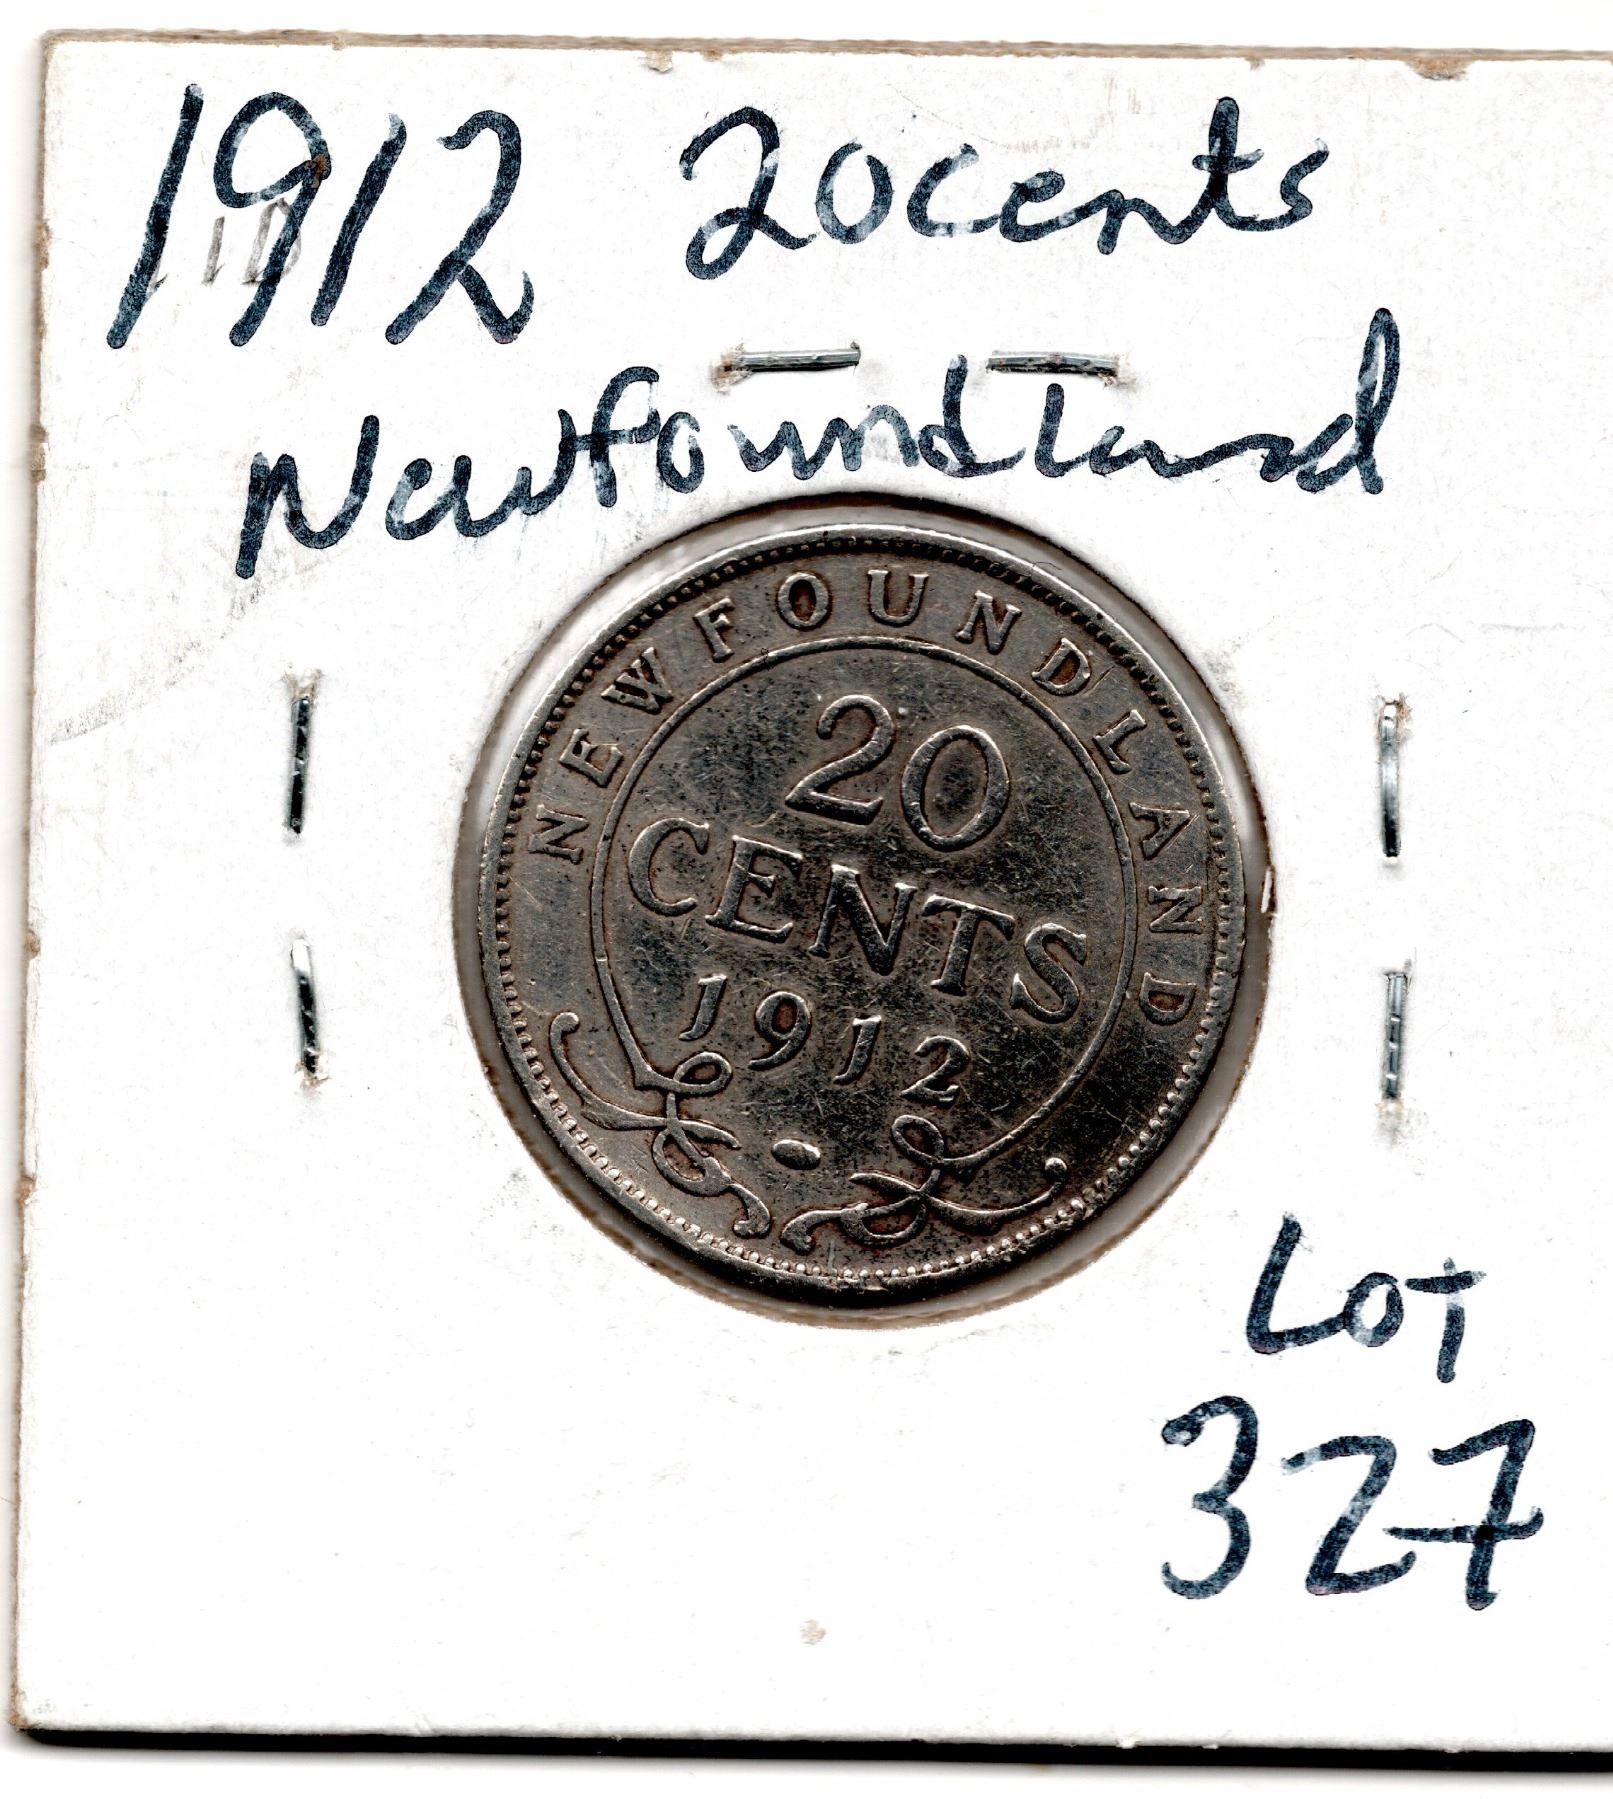 1912 20cents
Newfoundland
NEWFOUNDLAND
20
CENTS
1912
Lot
327